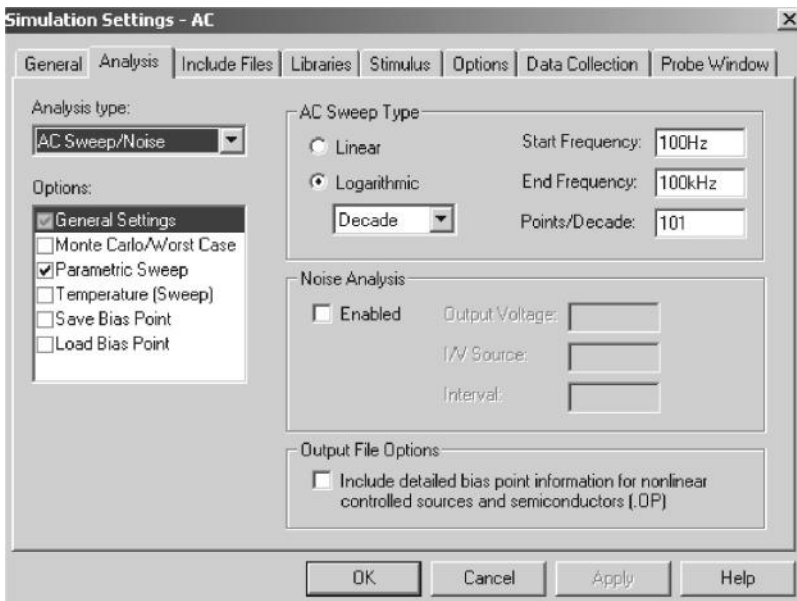 Simulation Settings - AC
General
Analysis
Include Files
Libraries
Stimulus
Options
Data Collection
Probe Window
Analysis type:
AC Sweep/Noise
Options:
General Settings
Monte Carlo/Worst Case
Parametric Sweep
Temperature (Sweep)
Save Bias Point
Load Bias Point
AC Sweep Type
Linear
Logarithmic
Decade
Start Frequency: 100Hz
End Frequency: 100kHz
Points/Decade: 101
Noise Analysis
Enabled
Output Voltage:
I/V Source:
Interval:
Output File Options
Include detailed bias point information for nonlinear
controlled sources and semiconductors (.OP)
OK
Cancel
Apply
Help